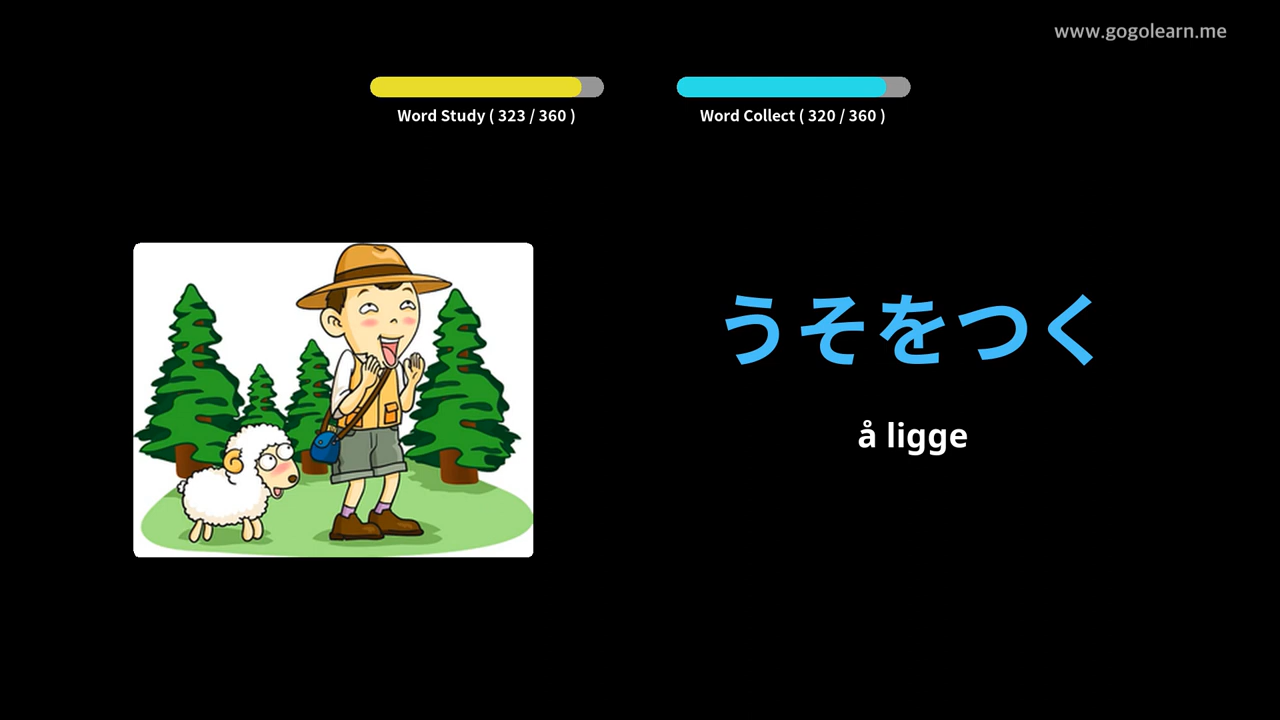 www.gogolearn.me
Word Study ( 323 / 360 )
Word Collect ( 320 / 360 )
うそをつく
å ligge